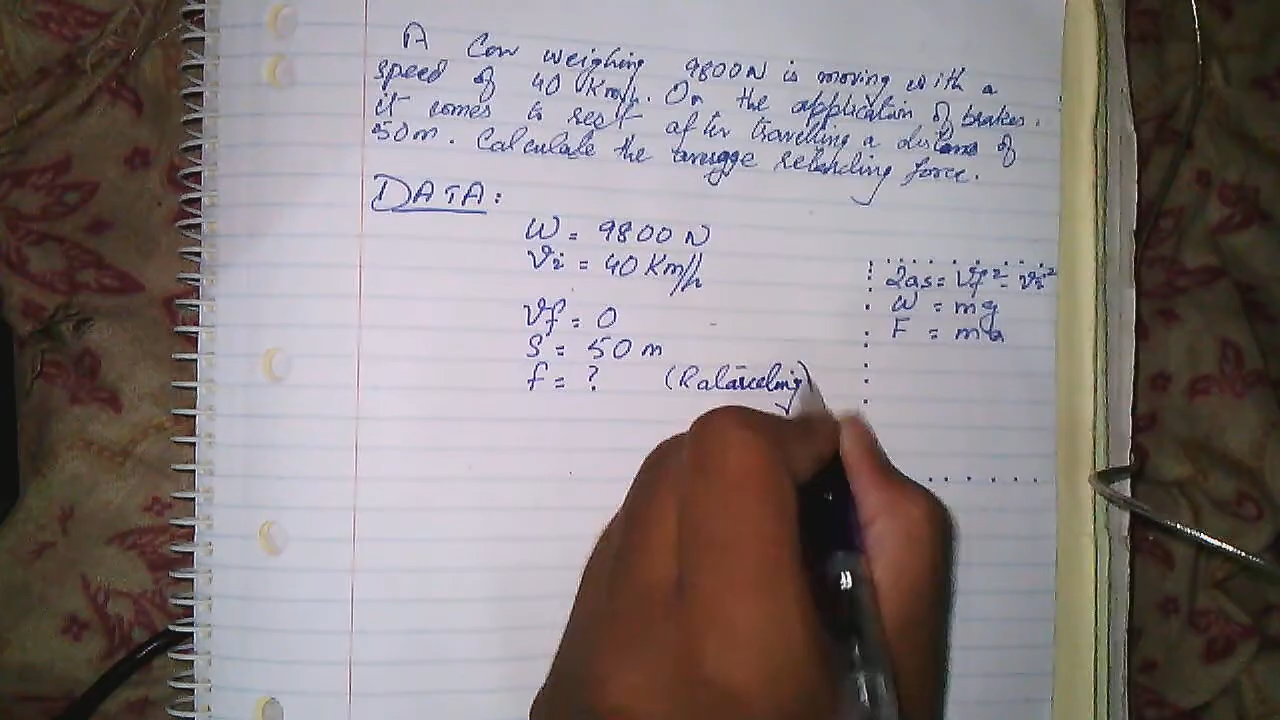 A Car weighing 9800N is moving with a
speed of 40 Km/h. On the application of brakes.
it comes to rest after travelling a distance of
50m. Calculate the avrage retarding force.
DATA:
W = 9800 N
Vi = 40 Km/h
Vf = 0
S = 50 m
f = ?
2as = Vf² - Vi²
W = mg
F = ma